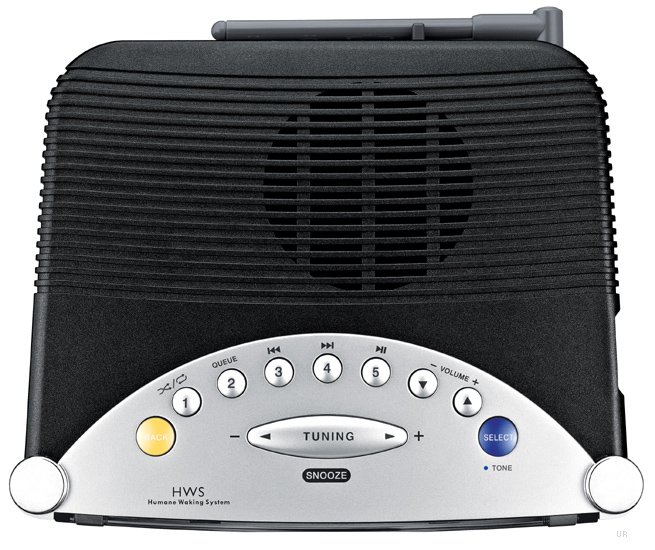 QUEUE
- VOLUME +
1
2
3
4
5
BACK
- TUNING +
SELECT
SNOOZE
TONE
HWS
Humane Waking System
UR